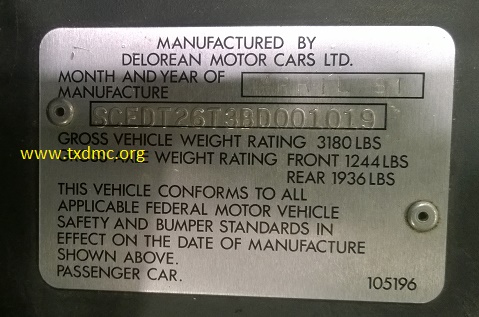 MANUFACTURED BY
DELOREAN MOTOR CARS LTD.
MONTH AND YEAR OF
MANUFACTURE
SCEDT26T3BD001019
GROSS VEHICLE WEIGHT RATING 3180 LBS
www.txdmc.org
WEIGHT RATING FRONT 1244 LBS
REAR 1936 LBS
THIS VEHICLE CONFORMS TO ALL
APPLICABLE FEDERAL MOTOR VEHICLE
SAFETY AND BUMPER STANDARDS IN
EFFECT ON THE DATE OF MANUFACTURE
SHOWN ABOVE.
PASSENGER CAR.
105196